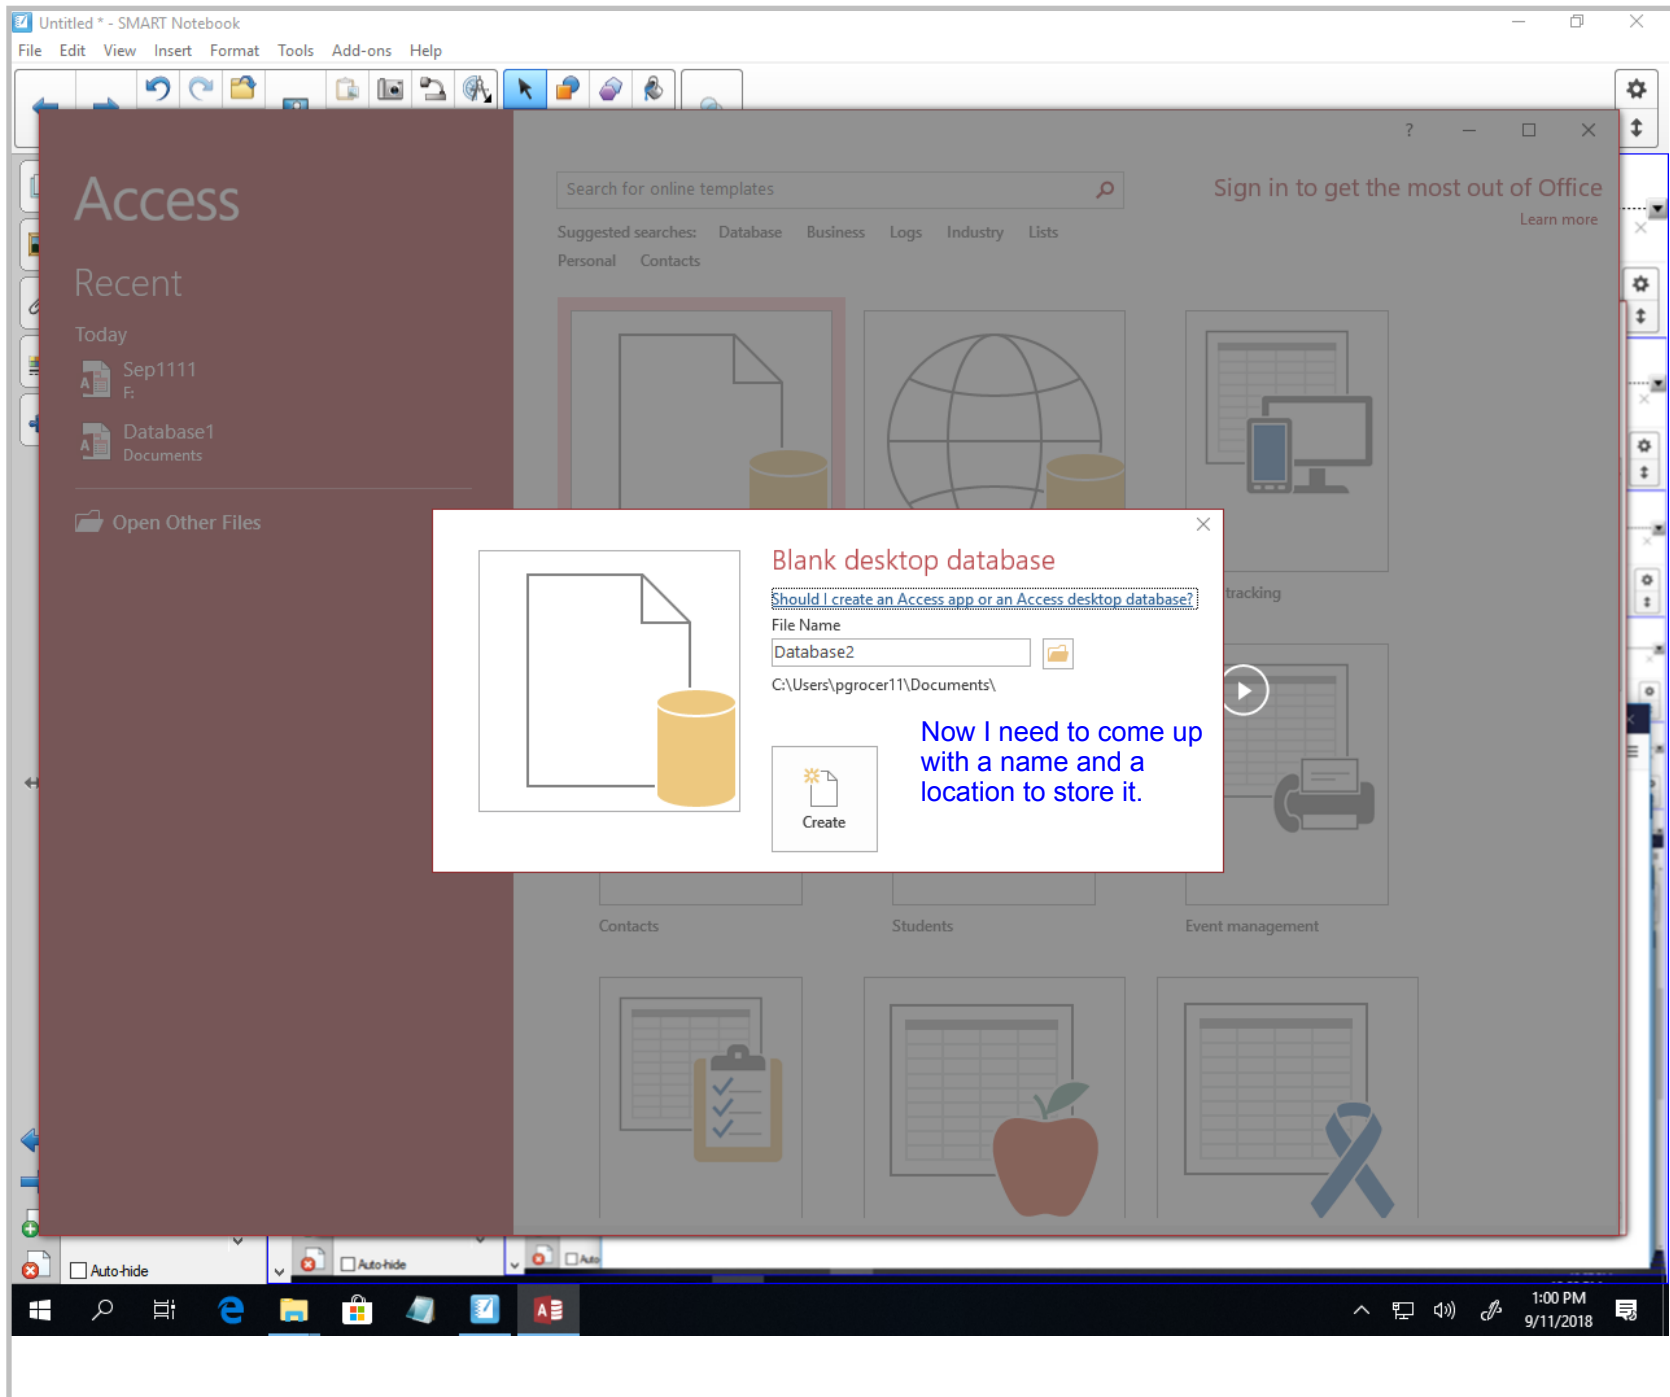 Untitled * - SMART Notebook
File Edit View Insert Format Tools Add-ons Help
?
Access
Search for online templates
Sign in to get the most out of Office
Learn more
Suggested searches: Database Business Logs Industry Lists
Personal Contacts
Recent
Today
Sep1111
F:
Database1
Documents
Open Other Files
Blank desktop database
Should I create an Access app or an Access desktop database?
File Name
Database2
C:\Users\pgrocer11\Documents\
Now I need to come up
with a name and a
location to store it.
Create
tracking
Contacts
Students
Event management
Auto-hide
Auto-hide
Auto
1:00 PM
9/11/2018